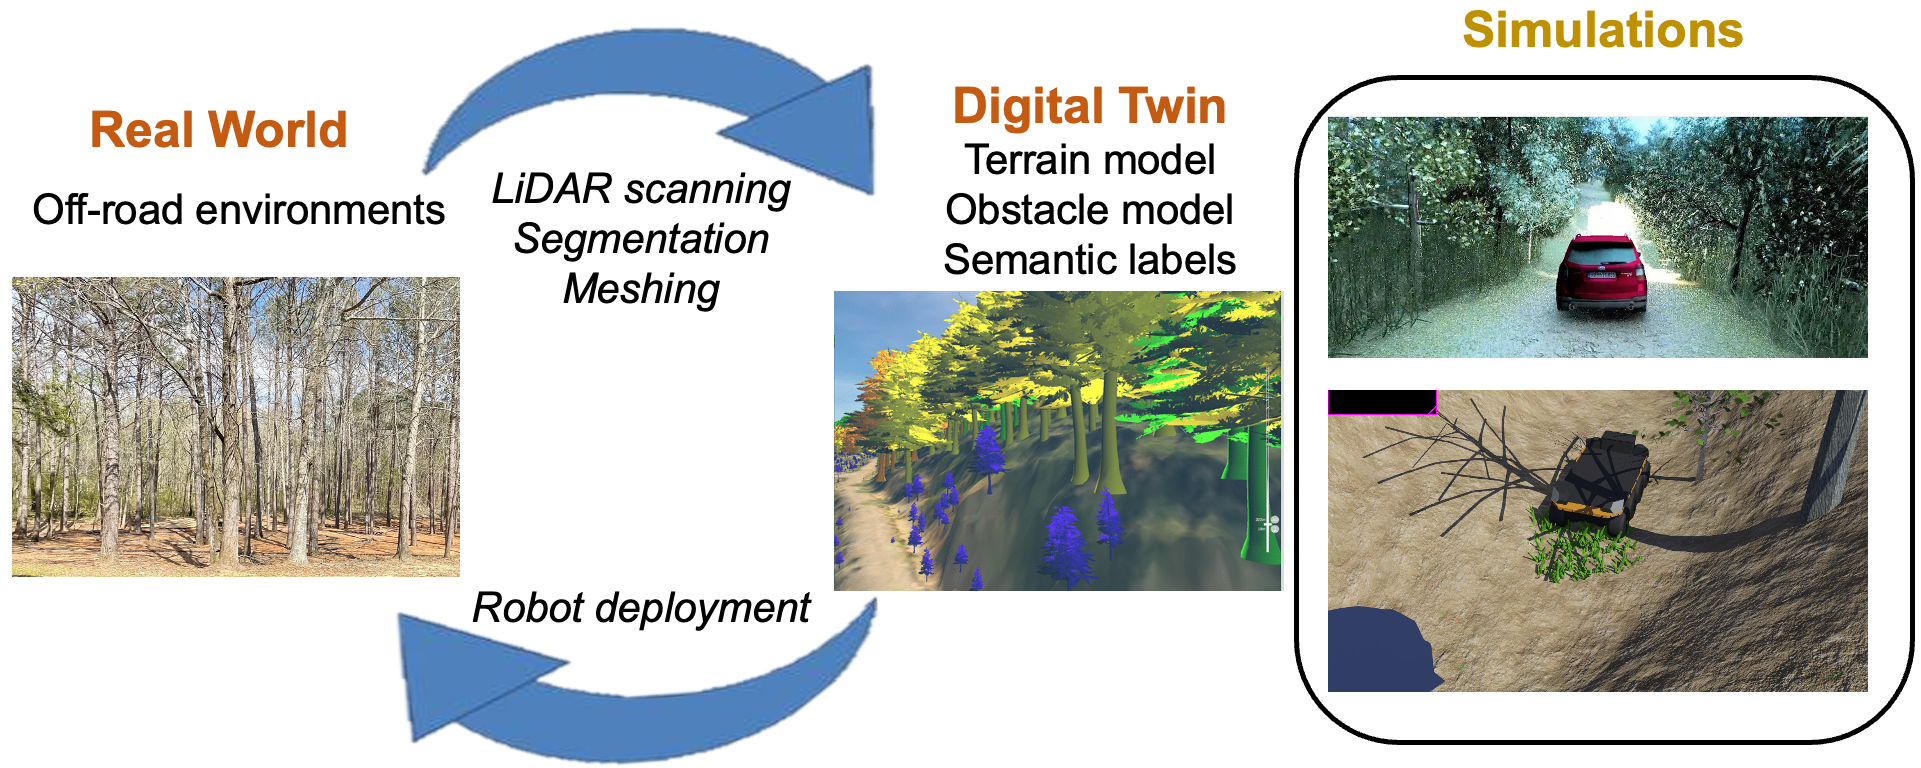 Real World
Off-road environments
LiDAR scanning
Segmentation
Meshing
Robot deployment
Digital Twin
Terrain model
Obstacle model
Semantic labels
Simulations